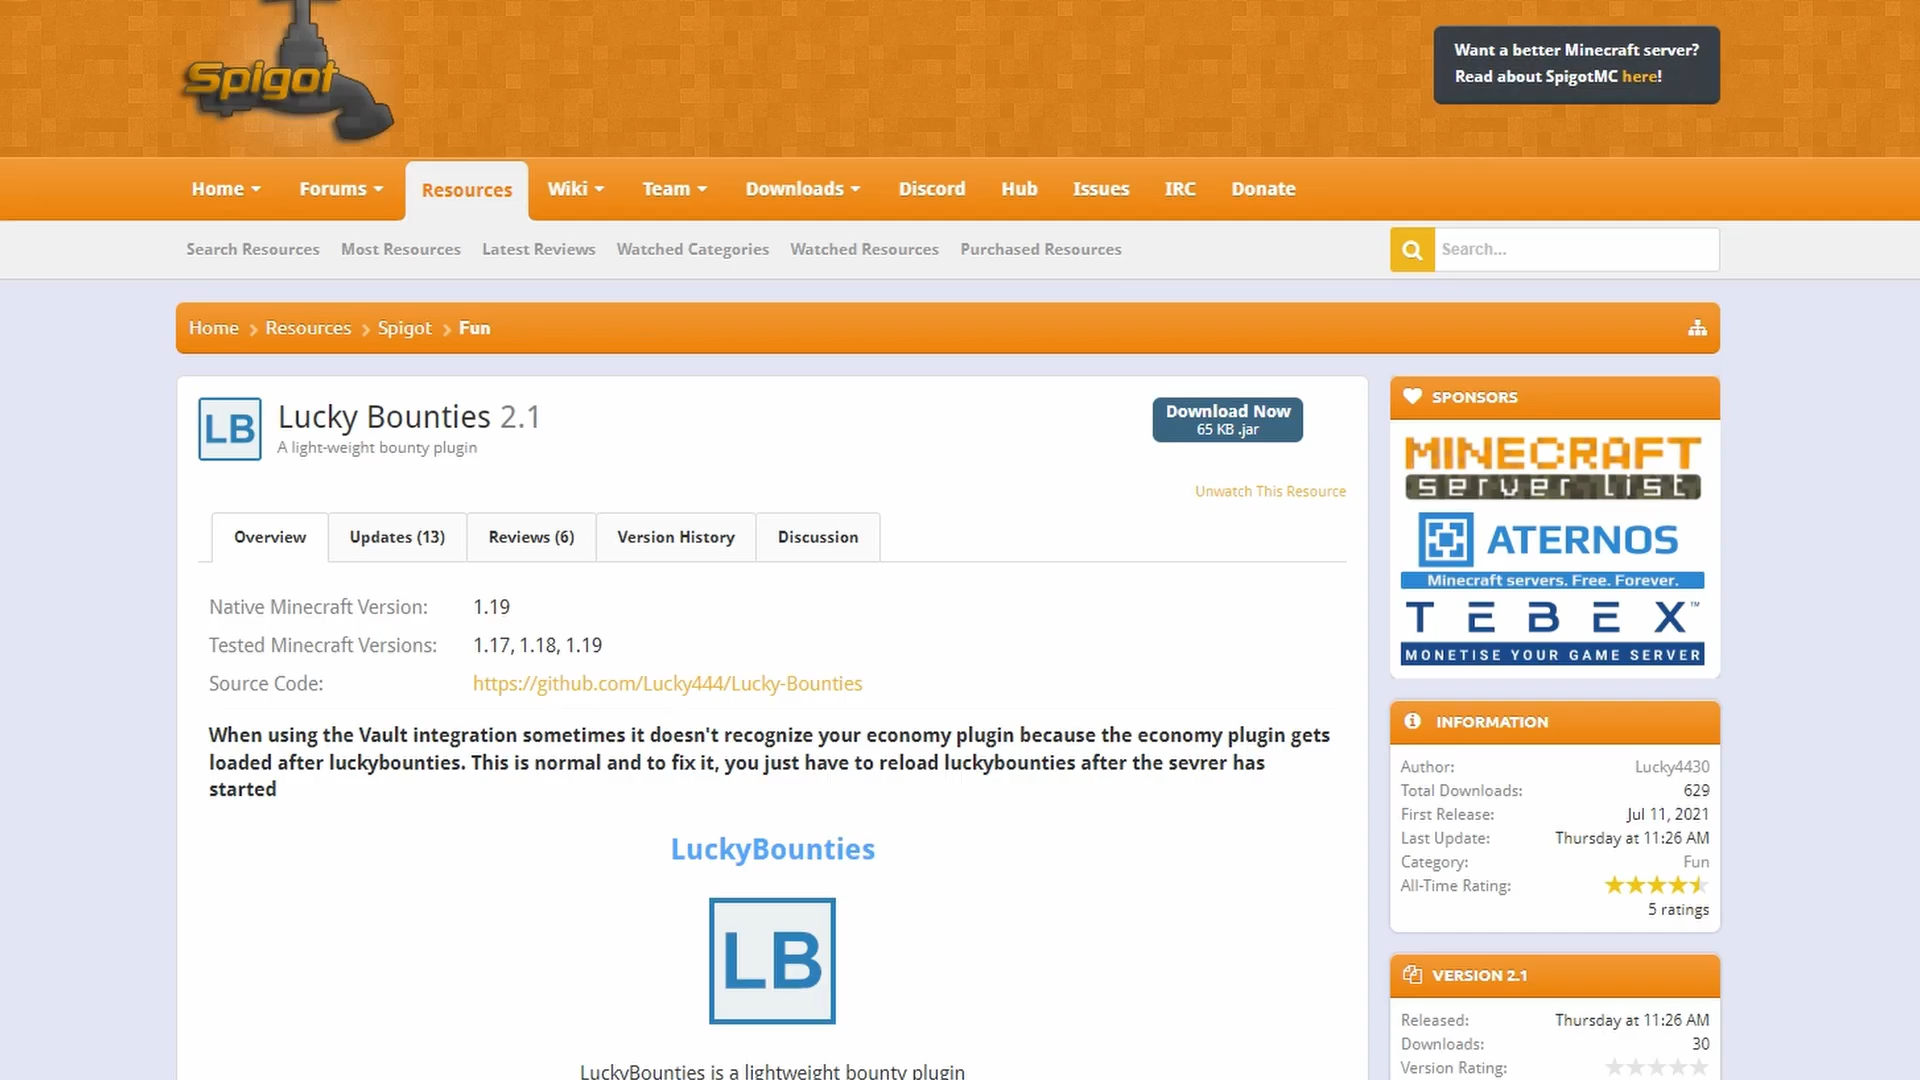 Spigot
Want a better Minecraft server?
Read about SpigotMC here!
Home
Forums
Resources
Wiki
Team
Downloads
Discord
Hub
Issues
IRC
Donate
Search Resources
Most Resources
Latest Reviews
Watched Categories
Watched Resources
Purchased Resources
Search...
Home
Resources
Spigot
Fun
LB
Lucky Bounties 2.1
A light-weight bounty plugin
Download Now
65 KB .jar
Unwatch This Resource
Overview
Updates (13)
Reviews (6)
Version History
Discussion
Native Minecraft Version: 1.19
Tested Minecraft Versions: 1.17, 1.18, 1.19
Source Code: https://github.com/Lucky444/Lucky-Bounties
When using the Vault integration sometimes it doesn't recognize your economy plugin because the economy plugin gets
loaded after luckybounties. This is normal and to fix it, you just have to reload luckybounties after the sevrer has
started
LuckyBounties
LB
LuckyBounties is a lightweight bounty plugin
SPONSORS
MINECRAFT
server list
ATERNOS
Minecraft servers. Free. Forever.
TEBEX™
MONETISE YOUR GAME SERVER
INFORMATION
Author: Lucky4430
Total Downloads: 629
First Release: Jul 11, 2021
Last Update: Thursday at 11:26 AM
Category: Fun
All-Time Rating:
5 ratings
VERSION 2.1
Released: Thursday at 11:26 AM
Downloads: 30
Version Rating: